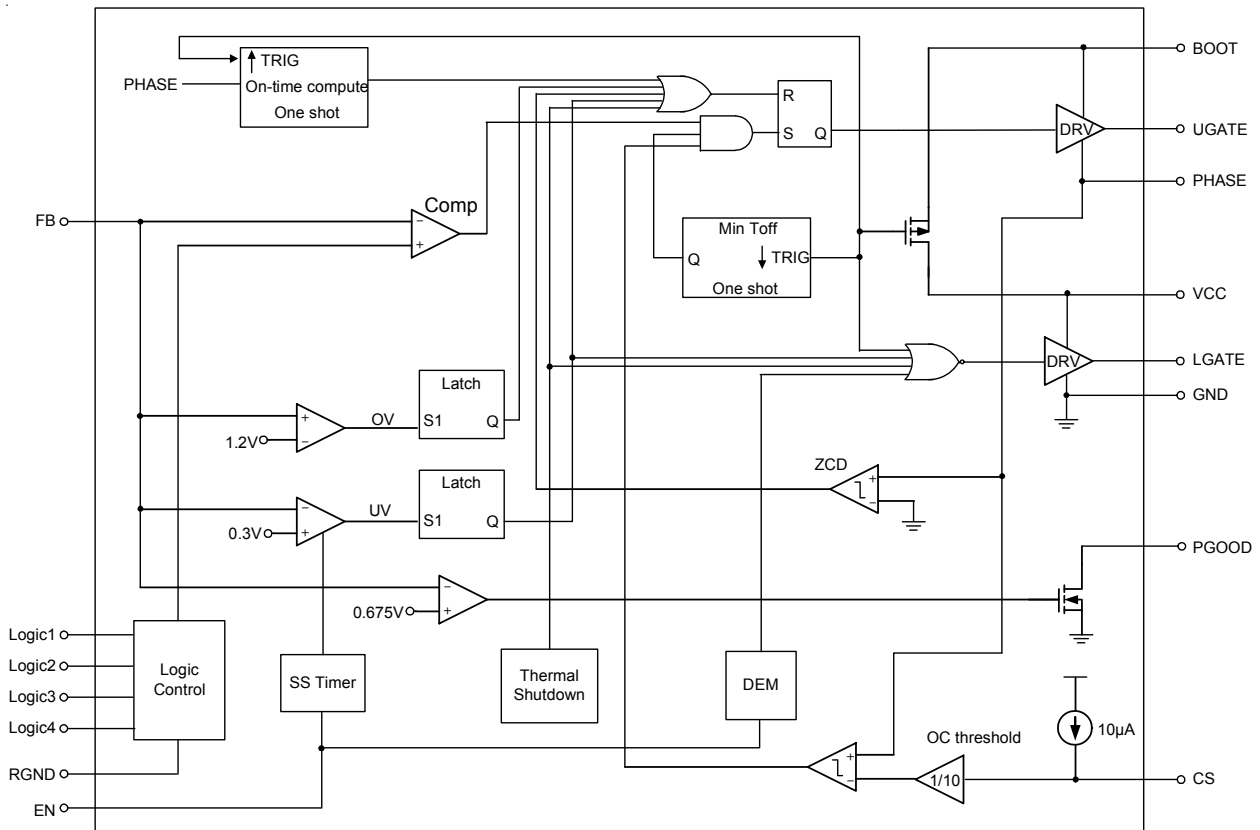 TRIG
PHASE
On-time compute
One shot
R
S
Q
BOOT
DRV
UGATE
PHASE
FB
Comp
−
+
Min Toff
Q
TRIG
One shot
VCC
DRV
LGATE
GND
Latch
S1
Q
+
−
OV
1.2V
ZCD
+
−
Latch
S1
Q
−
+
UV
0.3V
PGOOD
−
+
0.675V
Logic1
Logic2
Logic3
Logic4
Logic
Control
SS Timer
Thermal
Shutdown
DEM
10µA
OC threshold
+
−
1/10
CS
RGND
EN